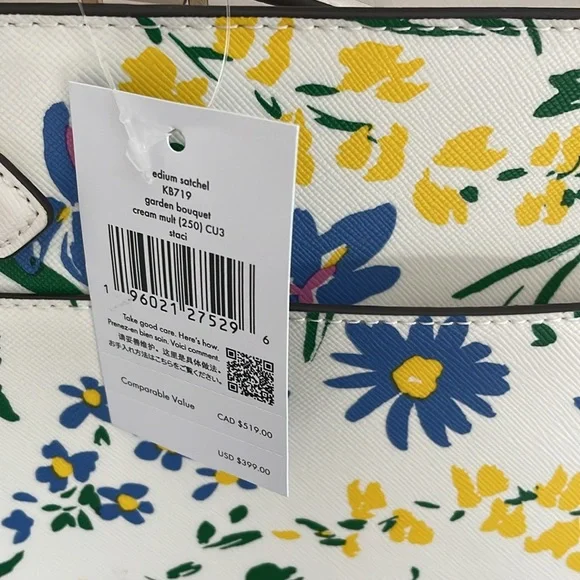 edium satchel
KB719
garden bouquet
cream mult (250) CU3
staci
1 96021 27529 6
Take good care. Here's how.
Prenez-en bien soin. Voici comment.
请妥善维护。这里是具体做法。
お手入れ方法はこちらをご覧ください。
Comparable Value
CAD $519.00
USD $399.00